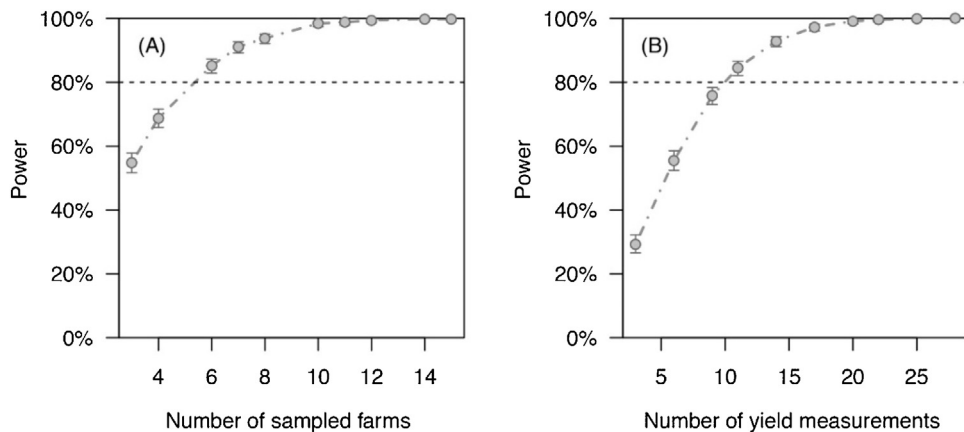 (A)
100%
80%
60%
40%
20%
0%
Power
4 6 8 10 12 14
Number of sampled farms
(B)
100%
80%
60%
40%
20%
0%
Power
5 10 15 20 25
Number of yield measurements